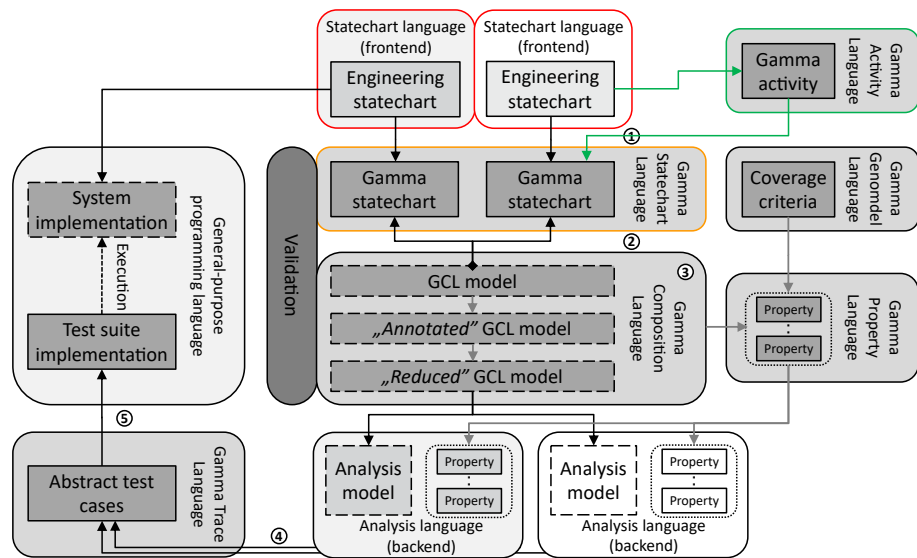 Statechart language
(frontend)
Engineering
statechart
Statechart language
(frontend)
Engineering
statechart
Gamma
activity
Gamma
Activity
Language
①
System
implementation
Execution
Test suite
implementation
General-purpose
programming language
Validation
Gamma
statechart
Gamma
statechart
Gamma
Statechart
Language
Coverage
criteria
Gamma
Genomdel
Language
②
③
GCL model
„Annotated” GCL model
„Reduced” GCL model
Gamma
Composition
Language
Property
Property
Gamma
Property
Language
⑤
Abstract test
cases
Gamma Trace
Language
④
Analysis
model
Property
Property
Analysis language
(backend)
Analysis
model
Property
Property
Analysis language
(backend)